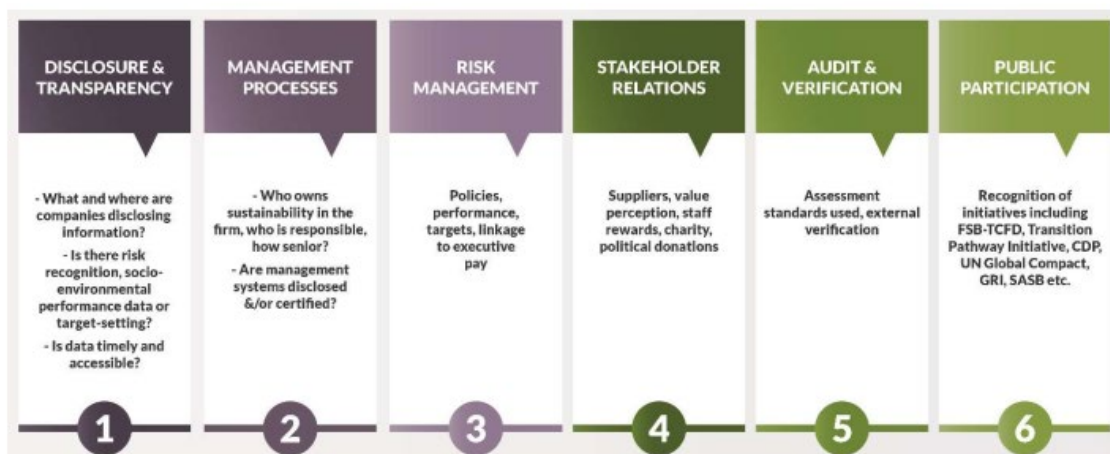 DISCLOSURE &
TRANSPARENCY
- What and where are
companies disclosing
information?
- Is there risk
recognition, socio-
environmental
performance data or
target-setting?
- Is data timely and
accessible?
1
MANAGEMENT
PROCESSES
- Who owns
sustainability in the
firm, who is responsible,
how senior?
- Are management
systems disclosed
&/or certified?
2
RISK
MANAGEMENT
Policies,
performance,
targets, linkage
to executive
pay
3
STAKEHOLDER
RELATIONS
Suppliers, value
perception, staff
rewards, charity,
political donations
4
AUDIT &
VERIFICATION
Assessment
standards used, external
verification
5
PUBLIC
PARTICIPATION
Recognition of
initiatives including
FSB-TCFD, Transition
Pathway Initiative, CDP,
UN Global Compact,
GRI, SASB etc.
6